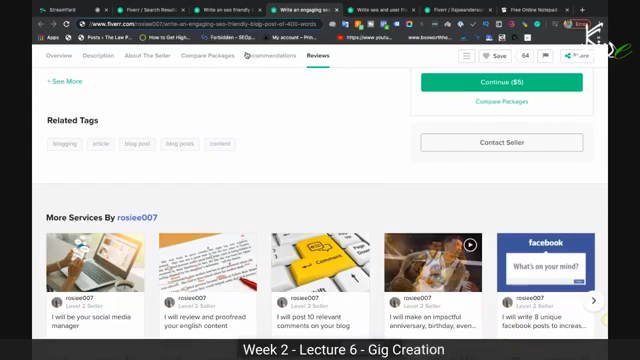 StreamYard
Fiverr / Search Results
Write an seo friendly
Write an engaging seo
Write seo and user fr
Free Online Notepad
Error
https://www.fiverr.com/rosiee007/write-an-engaging-seo-friendly-blog-post-of-400-words
Apps
Posts ‹ The Law P...
How to Get High...
Forbidden -SEOp...
My account - Prin...
https://www.youtube...
www.bosworthho...
Kin e
Overview
Description
About The Seller
Compare Packages
Recommendations
Reviews
Save
64
Share
+ See More
Continue ($5)
Compare Packages
Related Tags
Contact Seller
blogging
article
blog post
blog posts
content
More Services By rosiee007
Comment
facebook
What's on your mind?
rosiee007
Level 2 Seller
I will be your social media
manager
rosiee007
Level 2 Seller
I will review and proofread
your english content
rosiee007
Level 2 Seller
I will post 10 relevant
comments on your blog
rosiee007
Level 2 Seller
I will make an impactful
anniversary, birthday, even...
rosiee007
Level 2 Seller
I will write 8 unique
facebook posts to increas...
Week 2 - Lecture 6 - Gig Creation